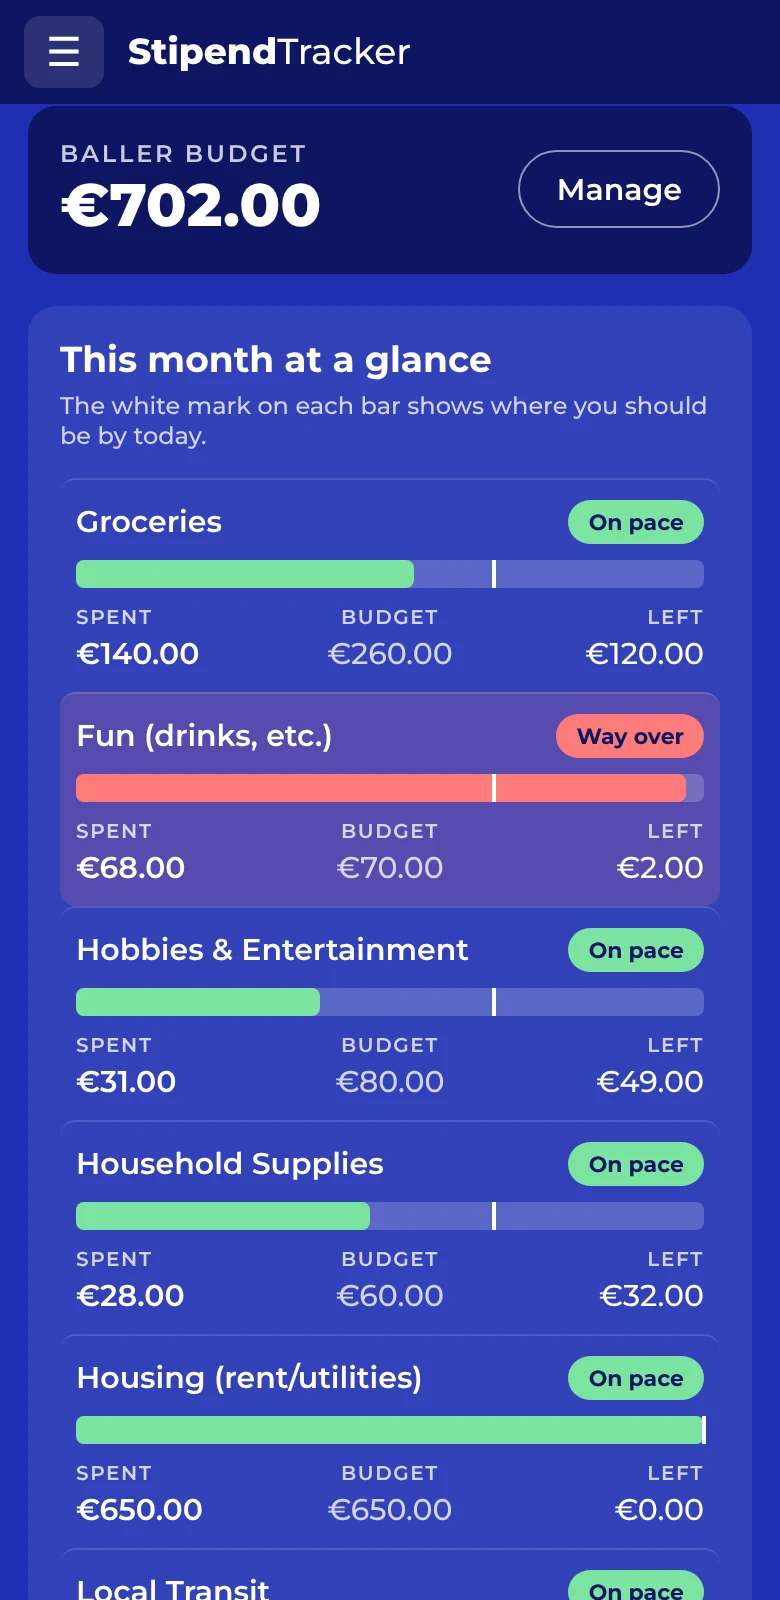 ☰ StipendTracker
BALLER BUDGET
€702.00
Manage
This month at a glance
The white mark on each bar shows where you should
be by today.
Groceries
On pace
SPENT BUDGET LEFT
€140.00 €260.00 €120.00
Fun (drinks, etc.)
Way over
SPENT BUDGET LEFT
€68.00 €70.00 €2.00
Hobbies & Entertainment
On pace
SPENT BUDGET LEFT
€31.00 €80.00 €49.00
Household Supplies
On pace
SPENT BUDGET LEFT
€28.00 €60.00 €32.00
Housing (rent/utilities)
On pace
SPENT BUDGET LEFT
€650.00 €650.00 €0.00
Local Transit
On pace